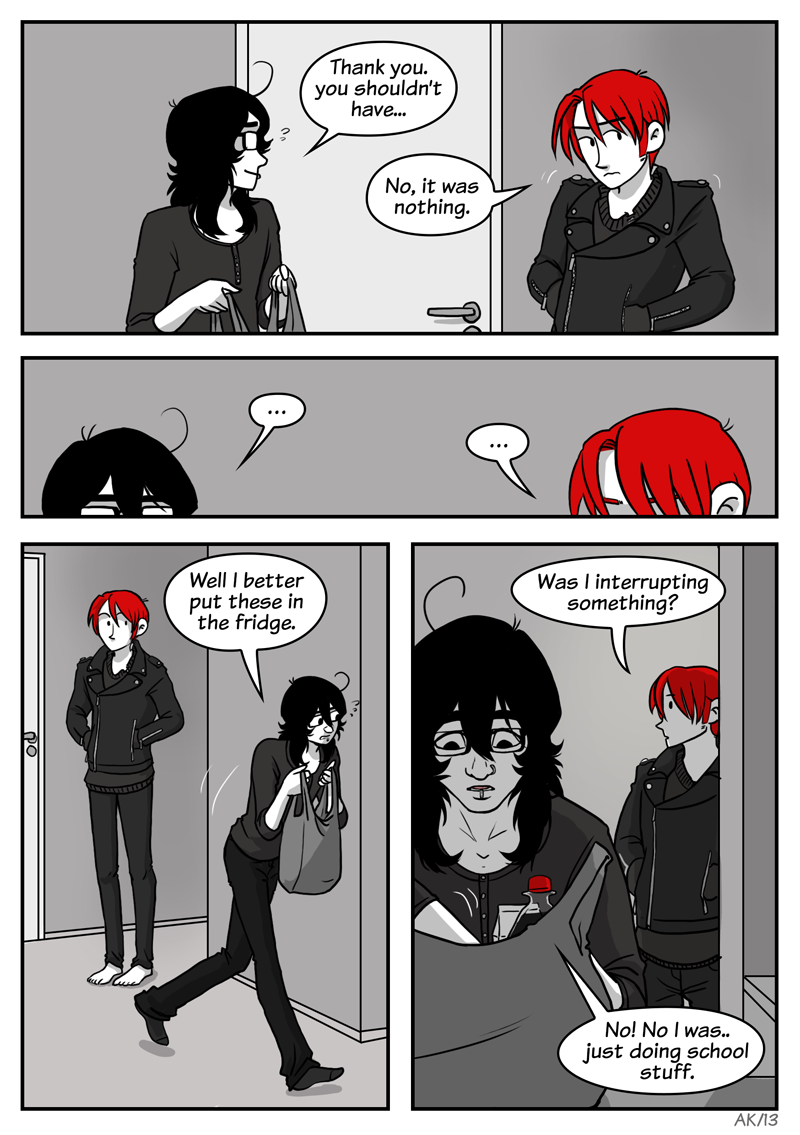 Thank you.
you shouldn't
have...
No, it was
nothing.
...
...
Well I better
put these in
the fridge.
Was I interrupting
something?
No! No I was..
just doing school
stuff.
AK/13